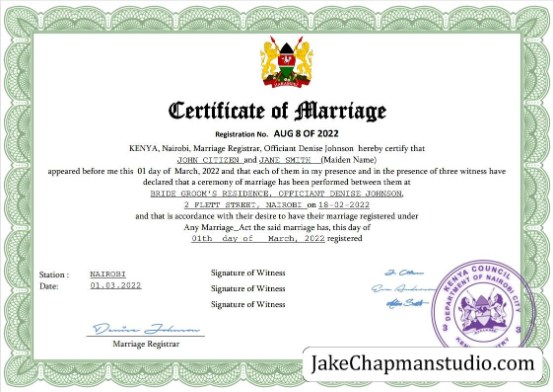 Certificate of Marriage
Registration No. AUG 8 OF 2022
KENYA, Nairobi, Marriage Registrar, Officiant Denise Johnson hereby certify that
JOHN CITIZEN and JANE SMITH (Maiden Name)
appeared before me this 01 day of March, 2022 and that each of them in my presence and in the presence of three witness have
declared that a ceremony of marriage has been performed between them at
BRIDE GROOM'S RESIDENCE, OFFICIANT DENISE JOHNSON,
2 FLETT STREET, NAIROBI on 18-02-2022
and that is accordance with their desire to have their marriage registered under
Any Marriage_Act the said marriage has, this day of
01th day of March, 2022 registered
Station : NAIROBI
Date: 01.03.2022
Signature of Witness
Signature of Witness
Signature of Witness
Denise Johnson
Marriage Registrar
KENYA COUNCIL
DEPARTMENT OF NAIROBI CITY
JakeChapmanstudio.com